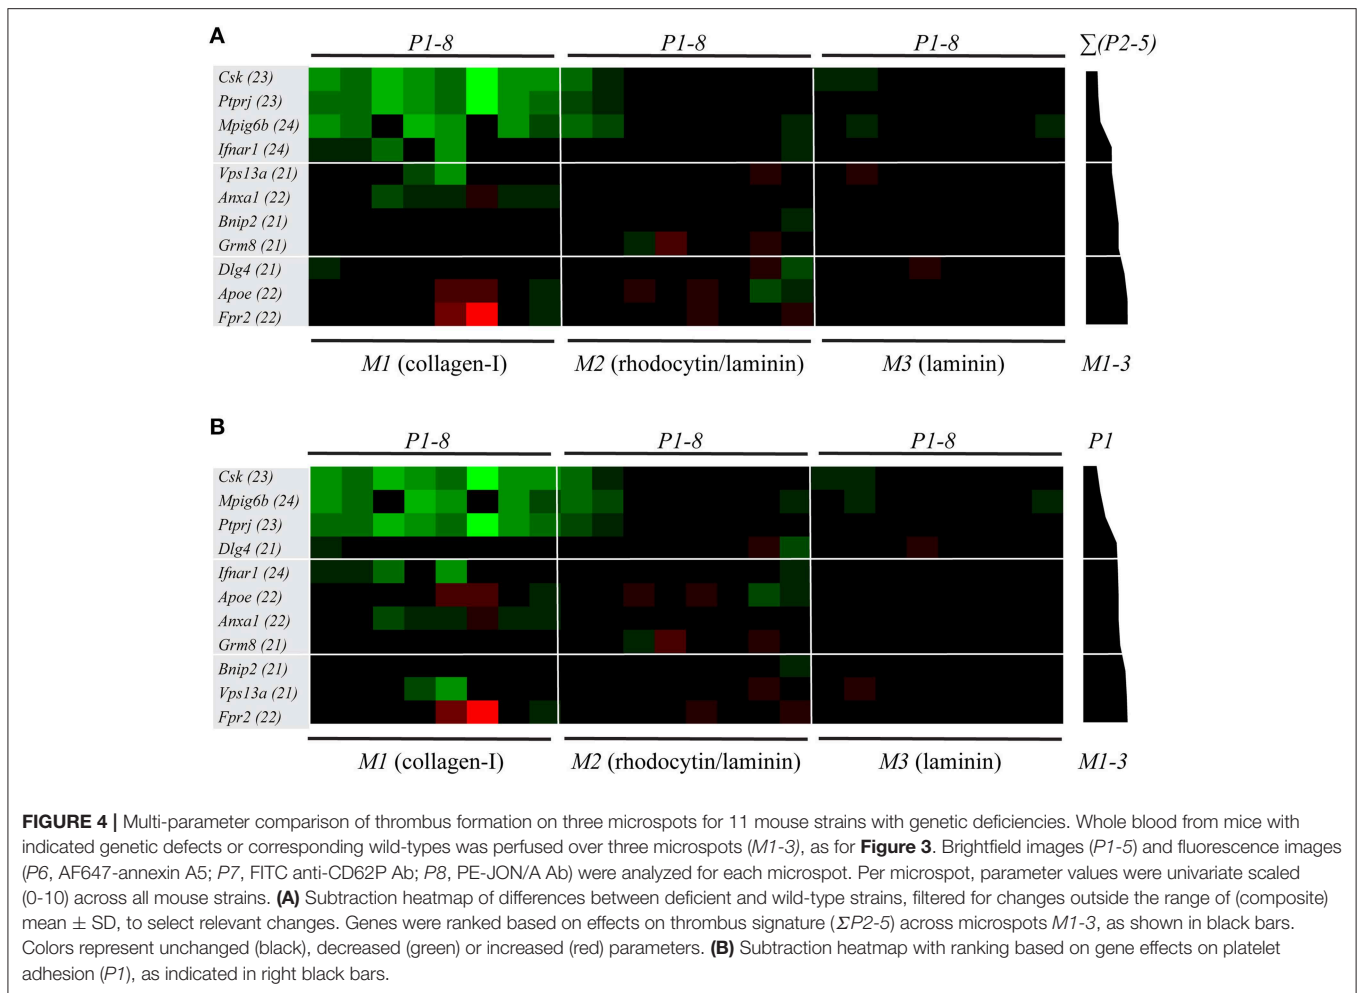 A
P1-8
P1-8
P1-8
∑(P2-5)
Csk (23)
Ptprj (23)
Mpig6b (24)
Ifnar1 (24)
Vps13a (21)
Anxa1 (22)
Bnip2 (21)
Grm8 (21)
Dlg4 (21)
Apoe (22)
Fpr2 (22)
M1 (collagen-I)
M2 (rhodocytin/laminin)
M3 (laminin)
M1-3
B
P1-8
P1-8
P1-8
P1
Csk (23)
Mpig6b (24)
Ptprj (23)
Dlg4 (21)
Ifnar1 (24)
Apoe (22)
Anxa1 (22)
Grm8 (21)
Bnip2 (21)
Vps13a (21)
Fpr2 (22)
M1 (collagen-I)
M2 (rhodocytin/laminin)
M3 (laminin)
M1-3
FIGURE 4 | Multi-parameter comparison of thrombus formation on three microspots for 11 mouse strains with genetic deficiencies. Whole blood from mice with
indicated genetic defects or corresponding wild-types was perfused over three microspots (M1-3), as for Figure 3. Brightfield images (P1-5) and fluorescence images
(P6, AF647-annexin A5; P7, FITC anti-CD62P Ab; P8, PE-JON/A Ab) were analyzed for each microspot. Per microspot, parameter values were univariate scaled
(0-10) across all mouse strains. (A) Subtraction heatmap of differences between deficient and wild-type strains, filtered for changes outside the range of (composite)
mean ± SD, to select relevant changes. Genes were ranked based on effects on thrombus signature (ΣP2-5) across microspots M1-3, as shown in black bars.
Colors represent unchanged (black), decreased (green) or increased (red) parameters. (B) Subtraction heatmap with ranking based on gene effects on platelet
adhesion (P1), as indicated in right black bars.